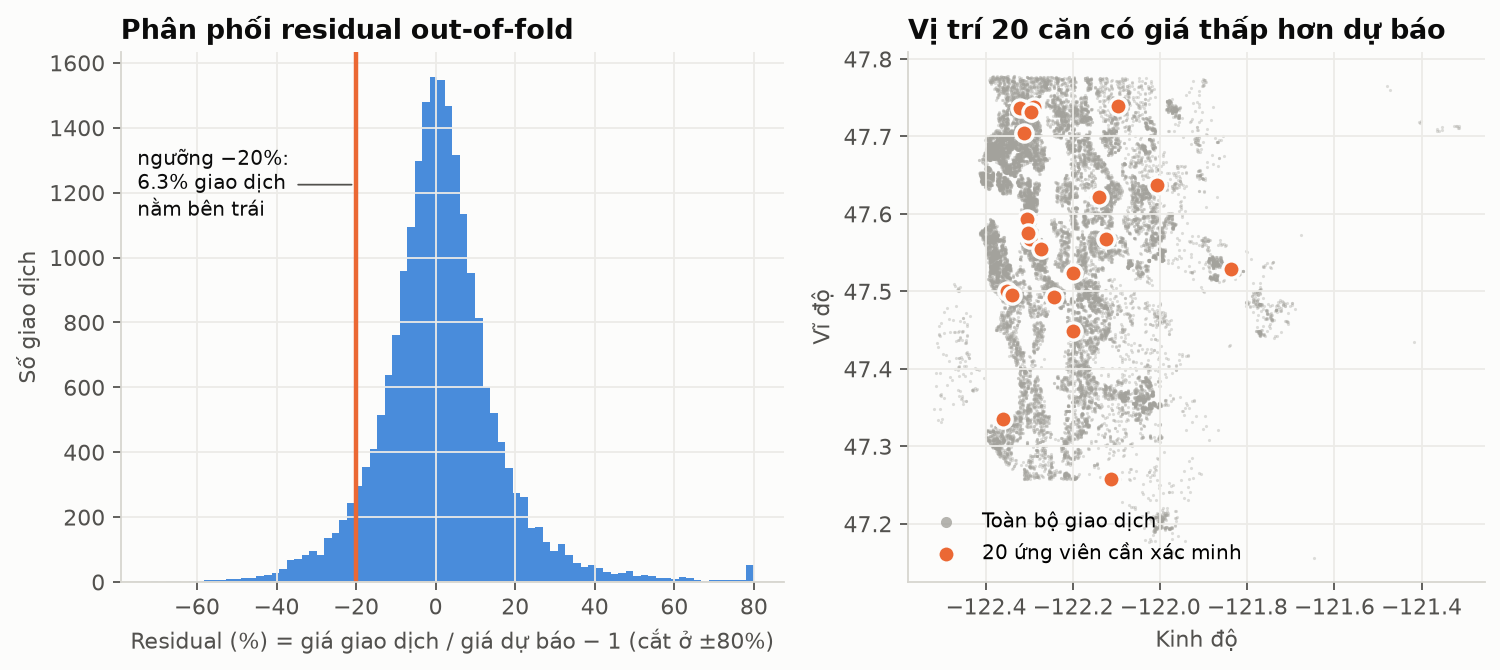 Phân phối residual out-of-fold
1600
1400
1200
1000
800
600
400
200
0
Số giao dịch
ngưỡng −20%:
6.3% giao dịch
nằm bên trái
−60 −40 −20 0 20 40 60 80
Residual (%) = giá giao dịch / giá dự báo − 1 (cắt ở ±80%)
Vị trí 20 căn có giá thấp hơn dự báo
47.8
47.7
47.6
47.5
47.4
47.3
47.2
Vĩ độ
Toàn bộ giao dịch
20 ứng viên cần xác minh
−122.4 −122.2 −122.0 −121.8 −121.6 −121.4
Kinh độ